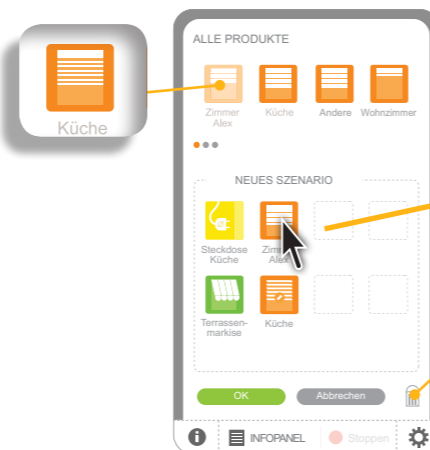 Küche
ALLE PRODUKTE
Zimmer Küche Andere Wohnzimmer
Alex
NEUES SZENARIO
Steckdose Zimmer
Küche Alex
Terrassen- Küche
markise
OK Abbrechen
INFOPANEL Stoppen